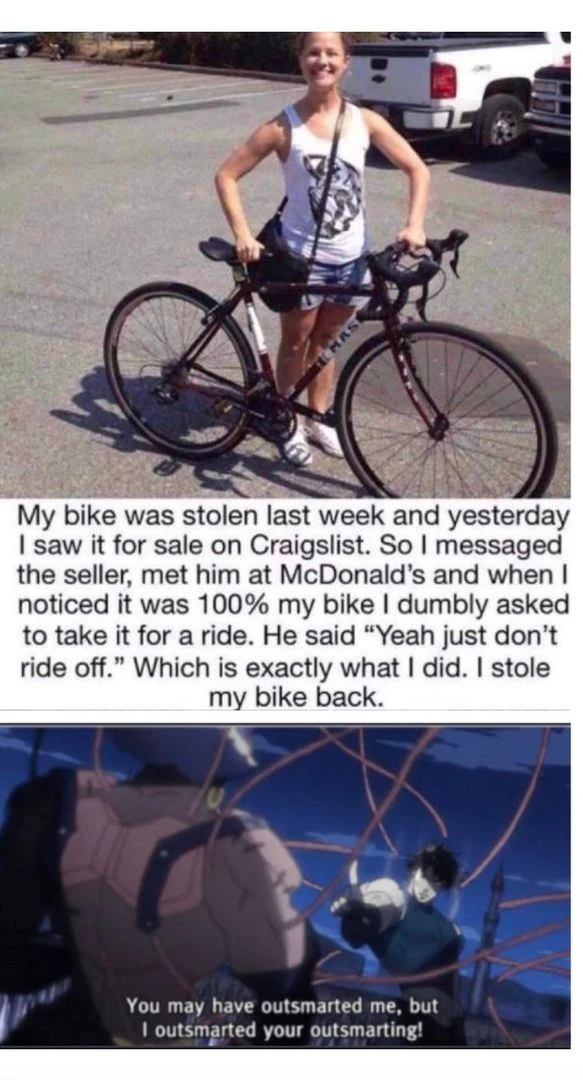 K MASI
My bike was stolen last week and yesterday
I saw it for sale on Craigslist. So I messaged
the seller, met him at McDonald’s and when I
noticed it was 100% my bike I dumbly asked
to take it for a ride. He said “Yeah just don’t
ride off.” Which is exactly what I did. I stole
my bike back.
You may have outsmarted me, but
I outsmarted your outsmarting!